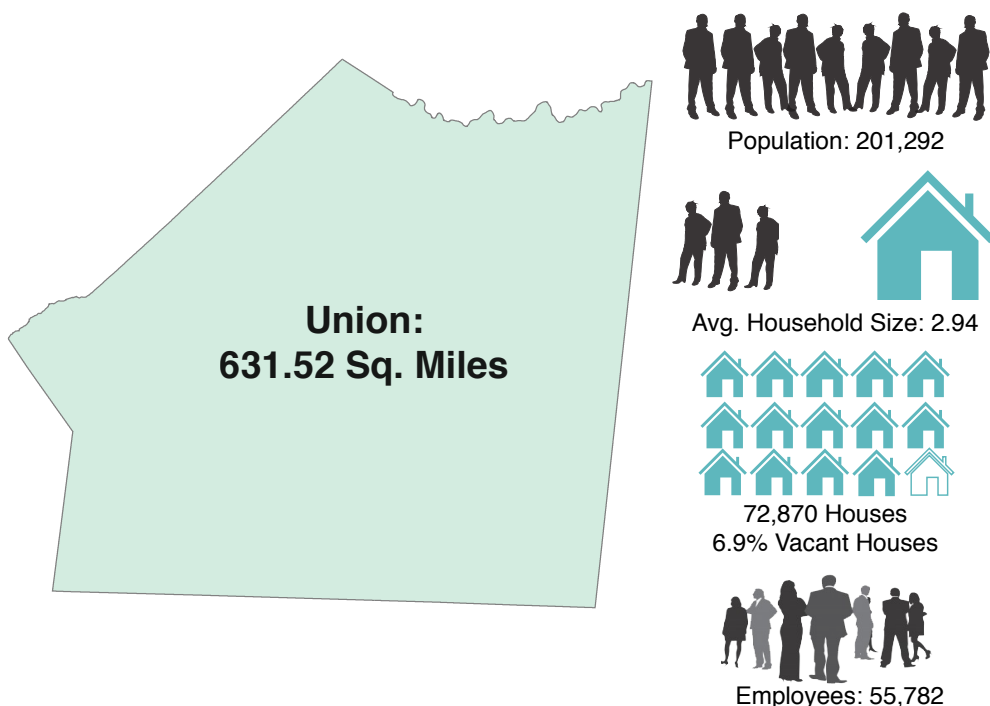 Union:
631.52 Sq. Miles
Population: 201,292
Avg. Household Size: 2.94
72,870 Houses
6.9% Vacant Houses
Employees: 55,782